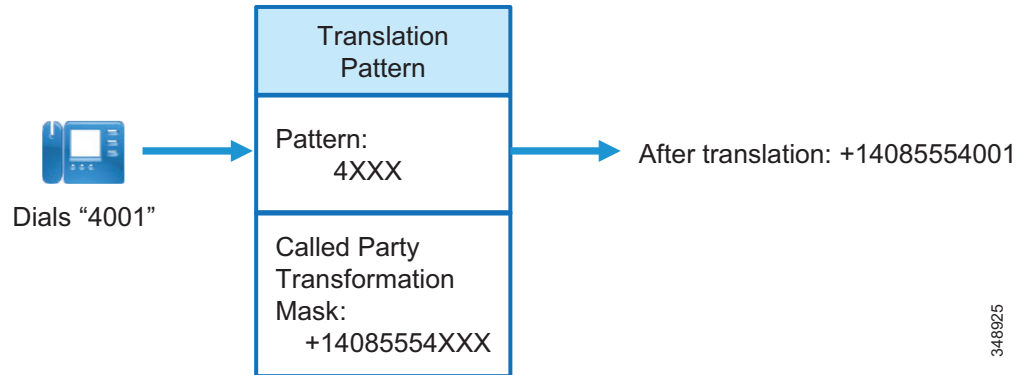 Translation
Pattern
Dials “4001”
Pattern:
4XXX
Called Party
Transformation
Mask:
+14085554XXX
After translation: +14085554001
348925